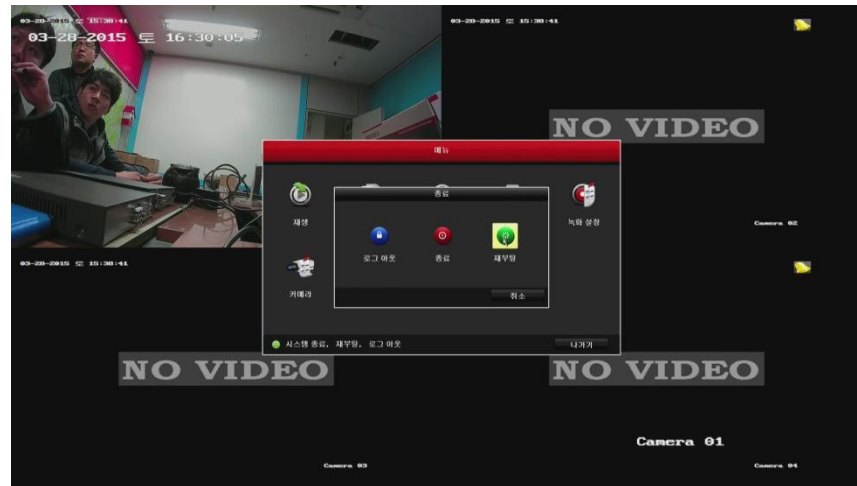 03-28-2015 토 15:30:41
03-28-2015 토 16:30:05
03-28-2015 토 15:30:41
NO VIDEO
Camera 02
메뉴
종료
재생
녹화 설정
로그 아웃
종료
재부팅
카메라
취소
시스템 종료, 재부팅, 로그 아웃
나가기
03-28-2015 토 15:30:41
NO VIDEO
NO VIDEO
Camera 01
Camera 03
Camera 04